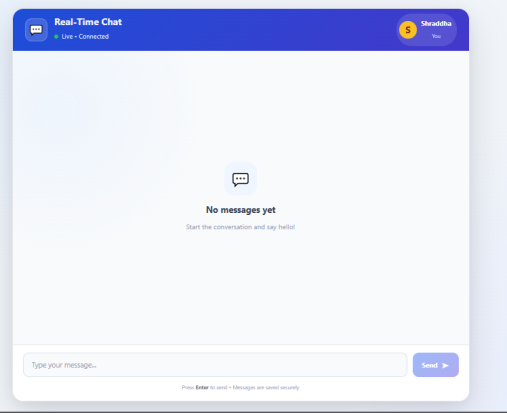 Real-Time Chat
Live • Connected
S
Shraddha
You
No messages yet
Start the conversation and say hello!
Type your message...
Send
Press Enter to send • Messages are saved securely